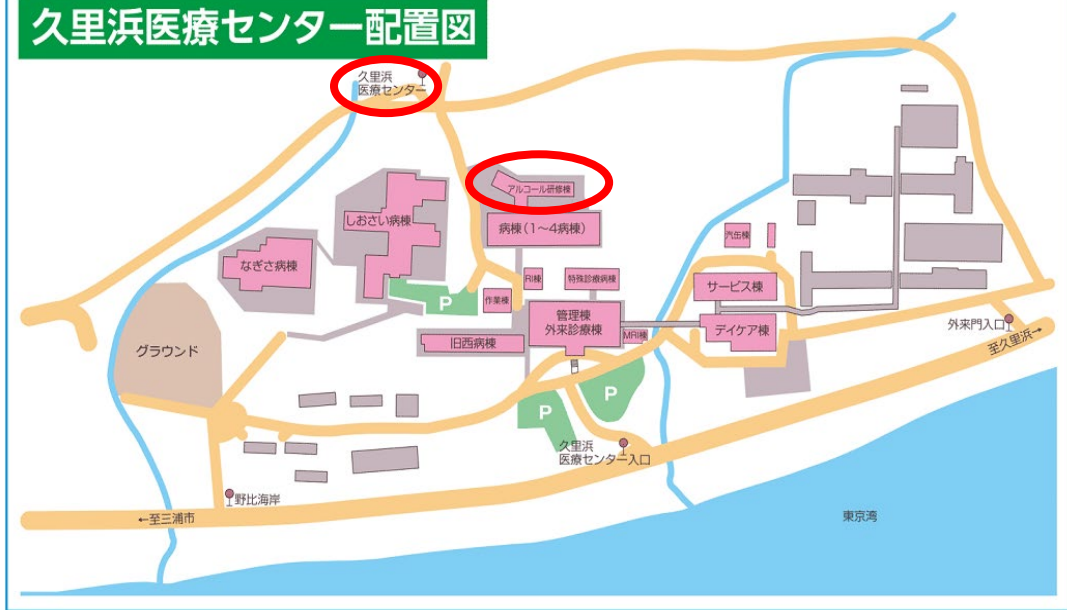 久里浜医療センター配置図
久里浜
医療センター
アルコール研修棟
しおさい病棟
病棟(1～4病棟)
なぎさ病棟
汽缶棟
RI棟
特殊診療病棟
サービス棟
P
作業棟
管理棟
外来診療棟
MRI棟
デイケア棟
外来門入口
至久里浜→
旧西病棟
グラウンド
P
P
久里浜
医療センター入口
野比海岸
←至三浦市
東京湾